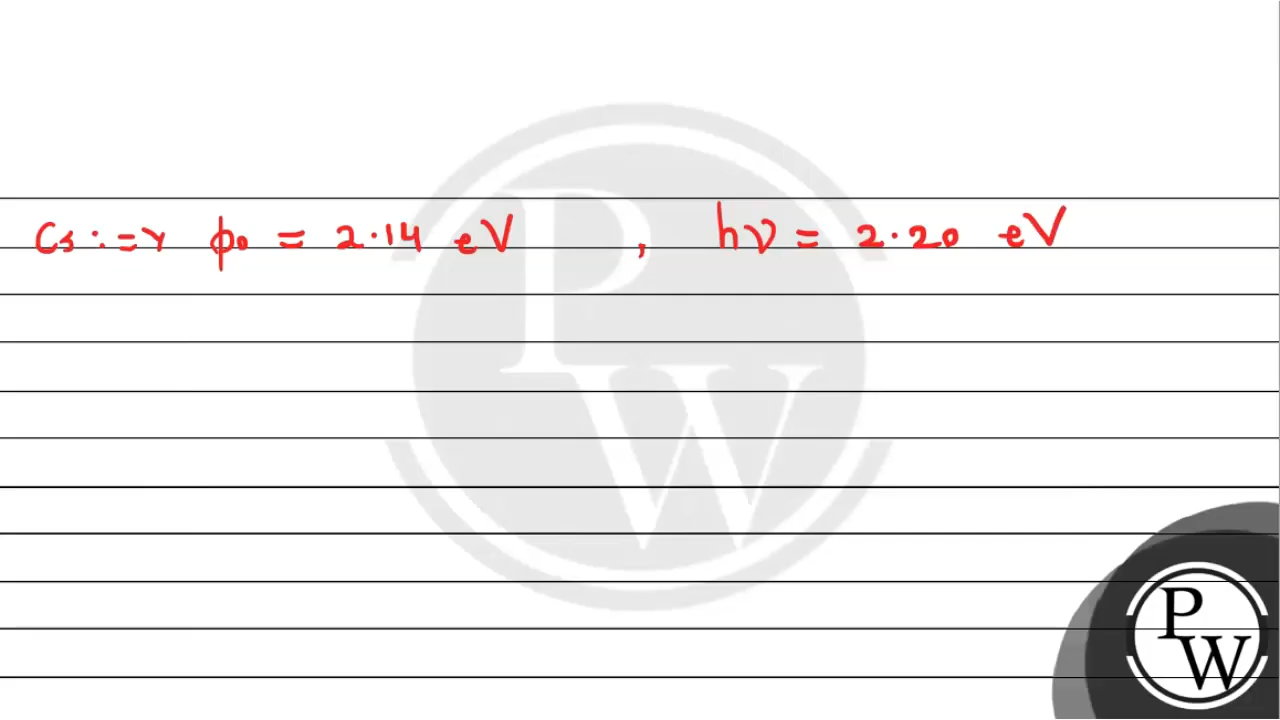 Cs :=> ϕ₀ = 2.14 eV , hν = 2.20 eV
P
W
P
W